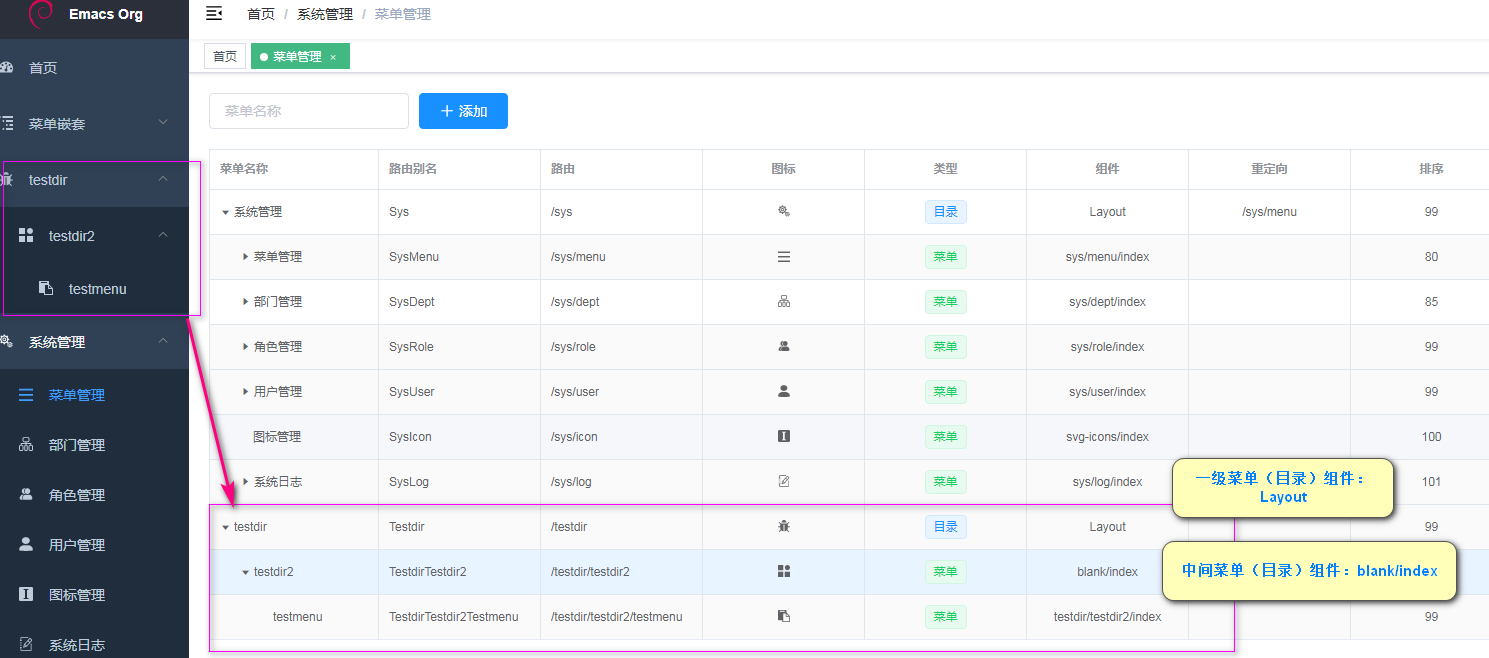 Emacs Org
首页 / 系统管理 / 菜单管理
首页
菜单管理 ×
首页
菜单嵌套
testdir
testdir2
testmenu
系统管理
菜单管理
部门管理
角色管理
用户管理
图标管理
系统日志
菜单名称
+ 添加
菜单名称 路由别名 路由 图标 类型 组件 重定向 排序
系统管理 Sys /sys 目录 Layout /sys/menu 99
菜单管理 SysMenu /sys/menu 菜单 sys/menu/index 80
部门管理 SysDept /sys/dept 菜单 sys/dept/index 85
角色管理 SysRole /sys/role 菜单 sys/role/index 99
用户管理 SysUser /sys/user 菜单 sys/user/index 99
图标管理 SysIcon /sys/icon 菜单 svg-icons/index 100
系统日志 SysLog /sys/log 菜单 sys/log/index 101
testdir Testdir /testdir 目录 Layout 99
testdir2 TestdirTestdir2 /testdir/testdir2 菜单 blank/index
testmenu TestdirTestdir2Testmenu /testdir/testdir2/testmenu 菜单 testdir/testdir2/index 99
一级菜单（目录）组件：
Layout
中间菜单（目录）组件：blank/index